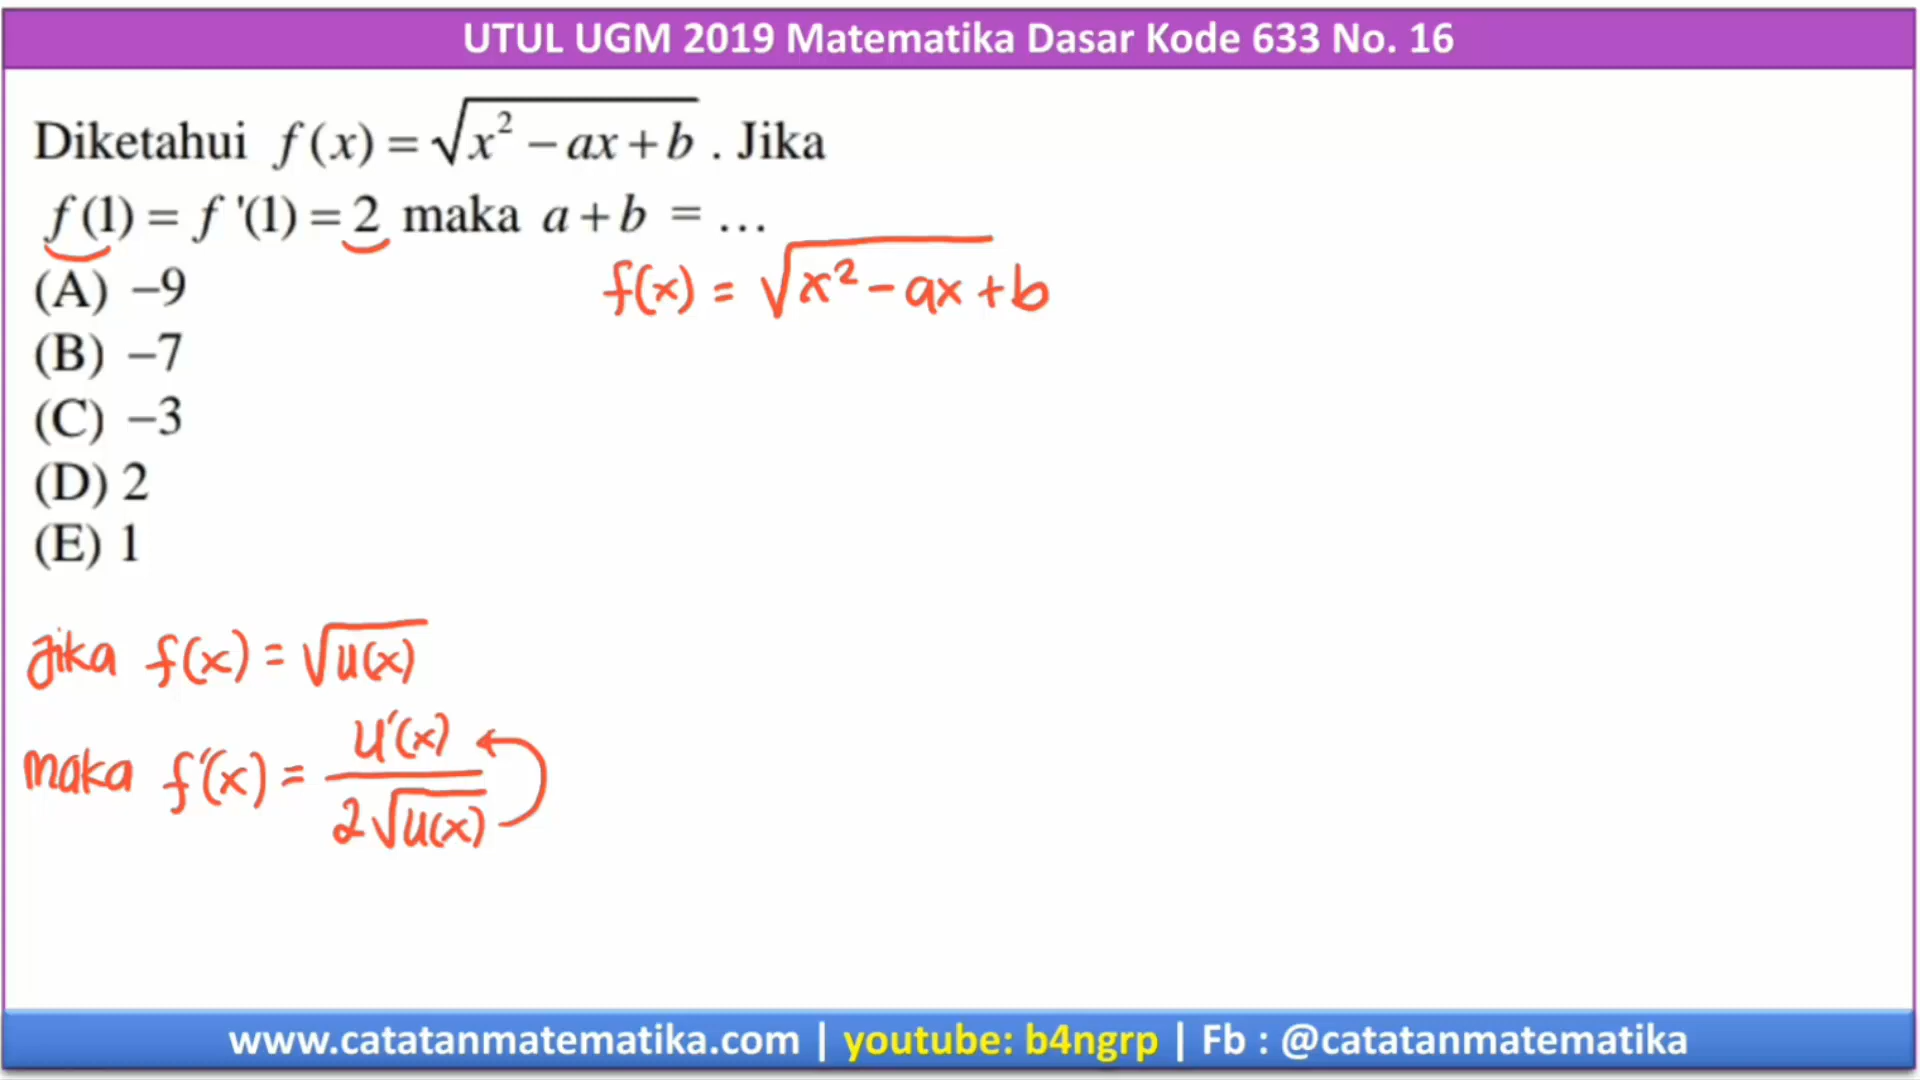 UTUL UGM 2019 Matematika Dasar Kode 633 No. 16
Diketahui f(x) = √(x² − ax + b) . Jika
f(1) = f '(1) = 2 maka a + b = ...
f(x) = √(x² − ax + b)
(A) −9
(B) −7
(C) −3
(D) 2
(E) 1
Jika f(x) = √u(x)
maka f'(x) = u'(x) / 2√u(x)
www.catatanmatematika.com | youtube: b4ngrp | Fb : @catatanmatematika